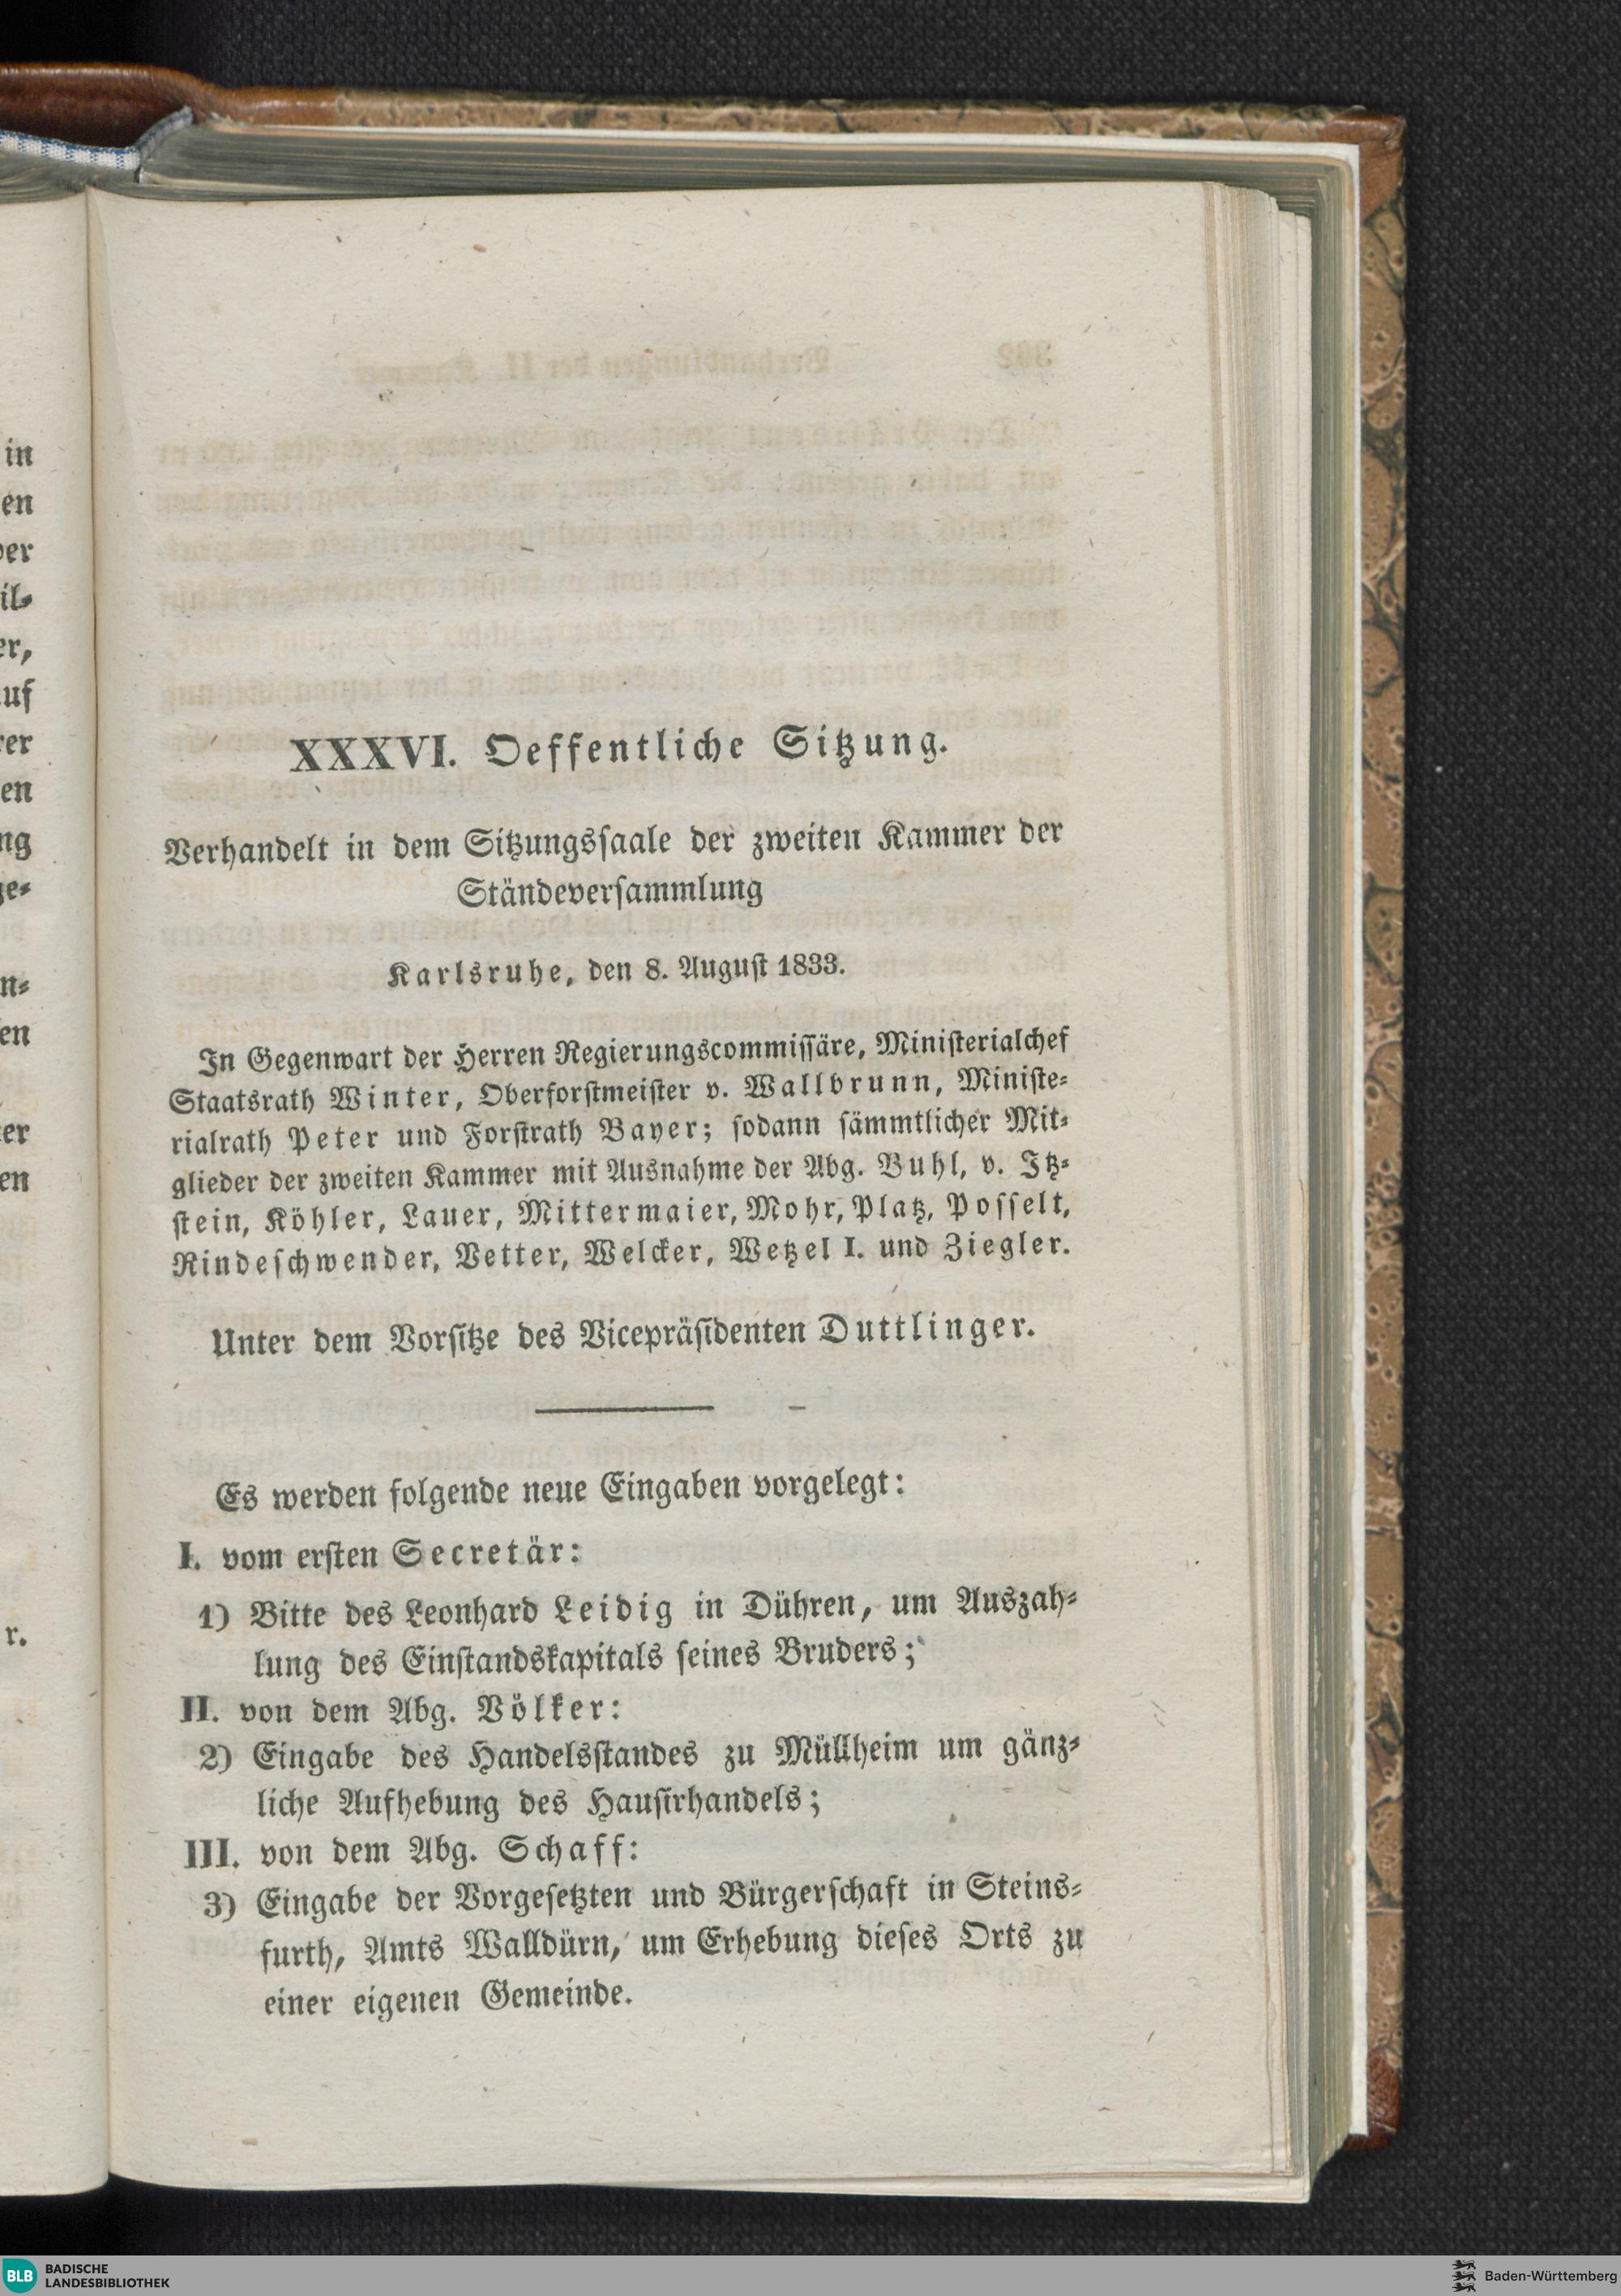 XXXVI. Oeffentliche Sitzung.
Verhandelt in dem Sitzungssaale der zweiten Kammer der
Ständeversammlung
Karlsruhe, den 8. August 1833.
In Gegenwart der Herren Regierungscommissäre, Ministerialchef
Staatsrath Winter, Oberforstmeister v. Wallbrunn, Ministe-
rialrath Peter und Forstrath Bayer; sodann sämmtlicher Mit-
glieder der zweiten Kammer mit Ausnahme der Abg. Buhl, v. Itz-
stein, Köhler, Lauer, Mittermaier, Mohr, Platz, Posselt,
Rindeschwender, Vetter, Welcker, Wetzel I. und Ziegler.
Unter dem Vorsitze des Vicepräsidenten Duttlinger.
Es werden folgende neue Eingaben vorgelegt:
I. vom ersten Secretär:
1) Bitte des Leonhard Leidig in Dühren, um Auszah-
lung des Einstandskapitals seines Bruders;
II. von dem Abg. Völker:
2) Eingabe des Handelsstandes zu Müllheim um gänz-
liche Aufhebung des Hausirhandels;
III. von dem Abg. Schaff:
3) Eingabe der Vorgesetzten und Bürgerschaft in Steins-
furth, Amts Walldürn, um Erhebung dieses Orts zu
einer eigenen Gemeinde.
BLB BADISCHE
LANDESBIBLIOTHEK
Baden-Württemberg